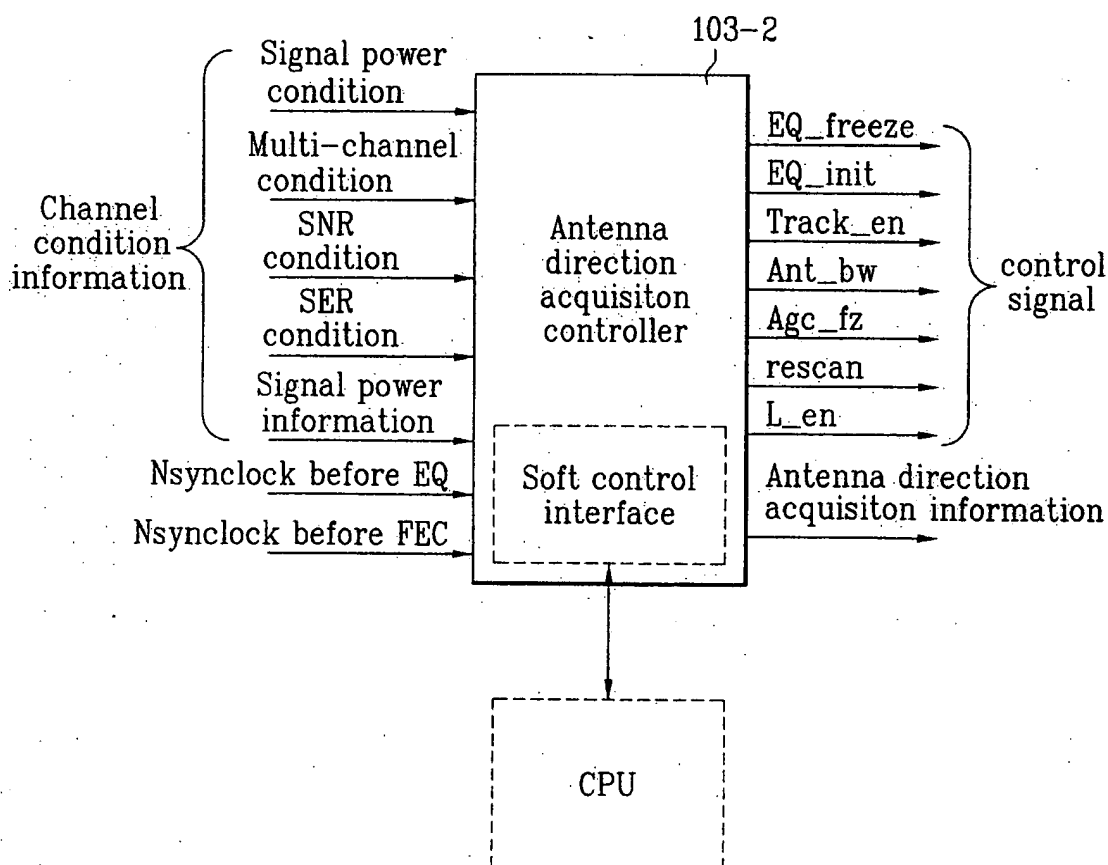 103-2
Signal power
condition
Multi-channel
condition
SNR
condition
SER
condition
Signal power
information
Channel
condition
information
Nsynclock before EQ
Nsynclock before FEC
Antenna
direction
acquisiton
controller
Soft control
interface
EQ_freeze
EQ_init
Track_en
Ant_bw
Agc_fz
rescan
L_en
control
signal
Antenna direction
acquisiton information
CPU